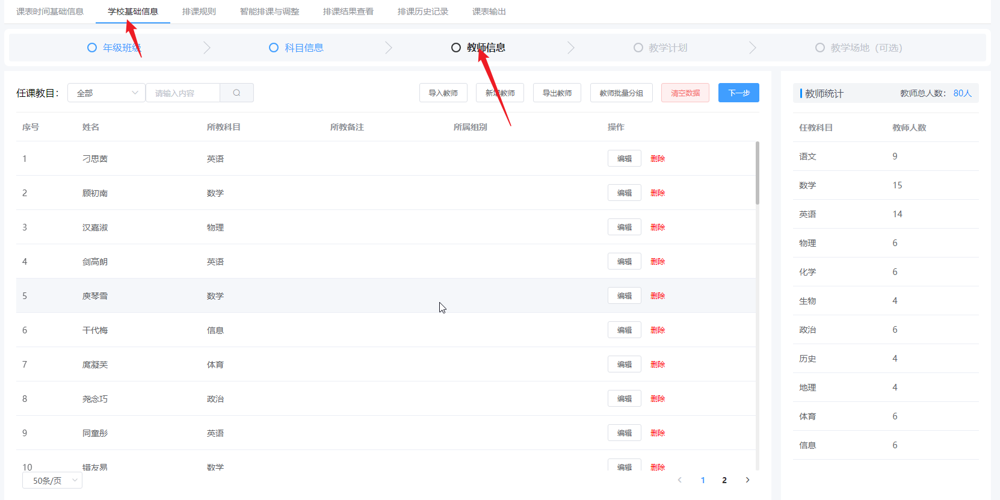 课表时间基础信息 学校基础信息 排课规则 智能排课与调整 排课结果查看 排课历史记录 课表输出
年级班级 科目信息 教师信息 教学计划 教学场地（可选）
任课教目： 全部 请输入内容 导入教师 新增教师 导出教师 教师批量分组 清空数据 下一步
序号 姓名 所教科目 所教备注 所属组别 操作
1 刁思茵 英语 编辑 删除
2 顾初南 数学 编辑 删除
3 汉嘉淑 物理 编辑 删除
4 剑高朗 英语 编辑 删除
5 庾琴雪 数学 编辑 删除
6 干代梅 信息 编辑 删除
7 庹凝芙 体育 编辑 删除
8 尧念巧 政治 编辑 删除
9 同童彤 英语 编辑 删除
10 错友易 数学 编辑 删除
50条/页 1 2
教师统计 教师总人数： 80人
任教科目 教师人数
语文 9
数学 15
英语 14
物理 6
化学 6
生物 4
政治 6
历史 4
地理 4
体育 6
信息 6